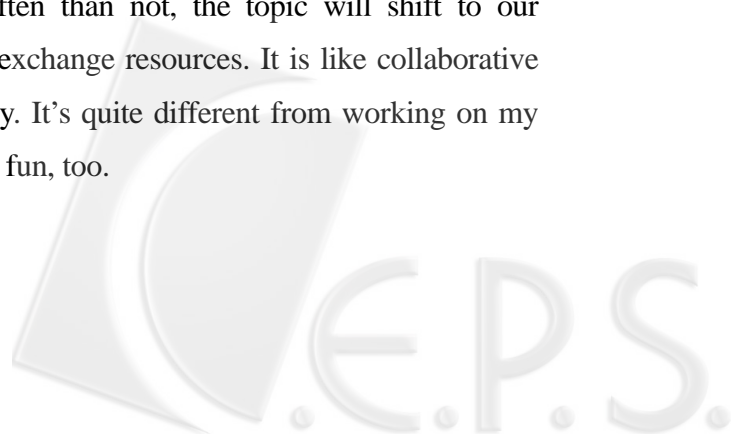 ften than not, the topic will shift to our
exchange resources. It is like collaborative
y. It’s quite different from working on my
fun, too.
C.E.P.S.